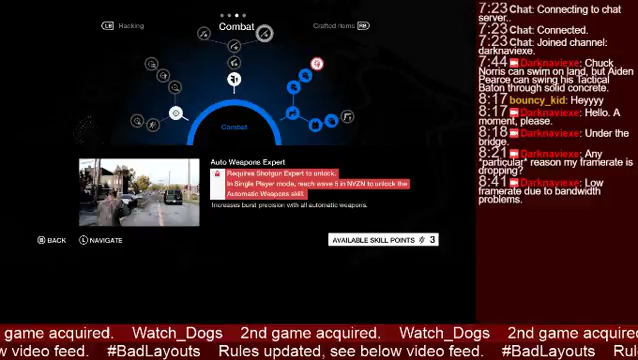 LB Hacking
Combat
Crafted Items RB
Combat
Auto Weapons Expert
Requires Shotgun Expert to unlock.
In Single Player mode, reach wave 5 in NVZN to unlock the
Automatic Weapons skill.
Increases burst precision with all automatic weapons.
B BACK
L NAVIGATE
AVAILABLE SKILL POINTS 3
7:23 Chat: Connecting to chat
server..
7:23 Chat: Connected.
7:23 Chat: Joined channel:
darknaviexe.
7:44 Darknaviexe: Chuck
Norris can swim on land, but Aiden
Pearce can swing his Tactical
Baton through solid concrete.
8:17 bouncy_kid: Heyyyy
8:17 Darknaviexe: Hello. A
moment, please.
8:18 Darknaviexe: Under the
bridge.
8:21 Darknaviexe: Any
*particular* reason my framerate is
dropping?
8:41 Darknaviexe: Low
framerate due to bandwidth
problems.
game acquired. Watch_Dogs 2nd game acquired. Watch_Dogs 2nd game acquired
w video feed. #BadLayouts Rules updated, see below video feed. #BadLayouts Rul